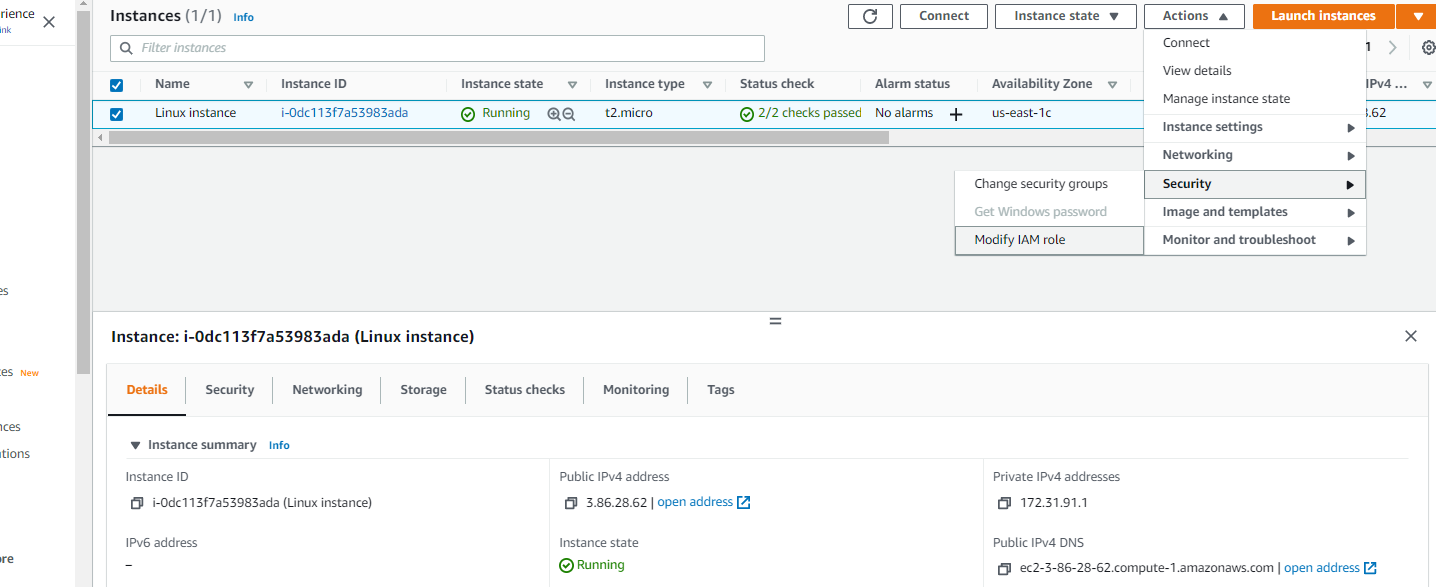 rience
ink
Instances (1/1) Info
Connect
Instance state
Actions
Launch instances
Filter instances
1
Name
Instance ID
Instance state
Instance type
Status check
Alarm status
Availability Zone
IPv4 ...
Linux instance
i-0dc113f7a53983ada
Running
t2.micro
2/2 checks passed
No alarms
us-east-1c
.62
Connect
View details
Manage instance state
Instance settings
Networking
Security
Image and templates
Monitor and troubleshoot
Change security groups
Get Windows password
Modify IAM role
es
ces New
nces
ations
ore
Instance: i-0dc113f7a53983ada (Linux instance)
Details
Security
Networking
Storage
Status checks
Monitoring
Tags
Instance summary Info
Instance ID
i-0dc113f7a53983ada (Linux instance)
Public IPv4 address
3.86.28.62 | open address
Private IPv4 addresses
172.31.91.1
IPv6 address
–
Instance state
Running
Public IPv4 DNS
ec2-3-86-28-62.compute-1.amazonaws.com | open address